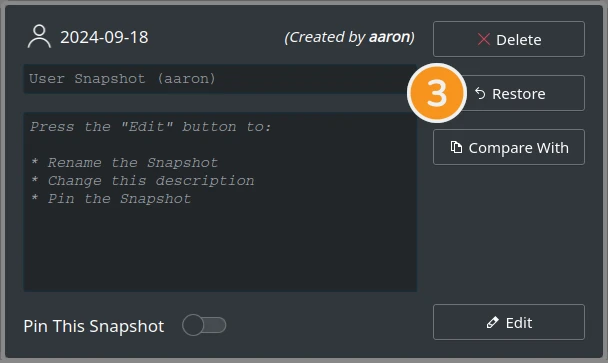 2024-09-18
(Created by aaron)
Delete
User Snapshot (aaron)
3
Restore
Press the "Edit" button to:
* Rename the Snapshot
* Change this description
* Pin the Snapshot
Compare With
Pin This Snapshot
Edit